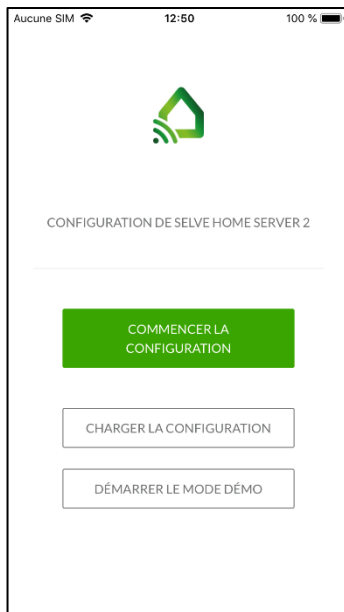 Aucune SIM 12:50 100 %
CONFIGURATION DE SELVE HOME SERVER 2
COMMENCER LA
CONFIGURATION
CHARGER LA CONFIGURATION
DÉMARRER LE MODE DÉMO